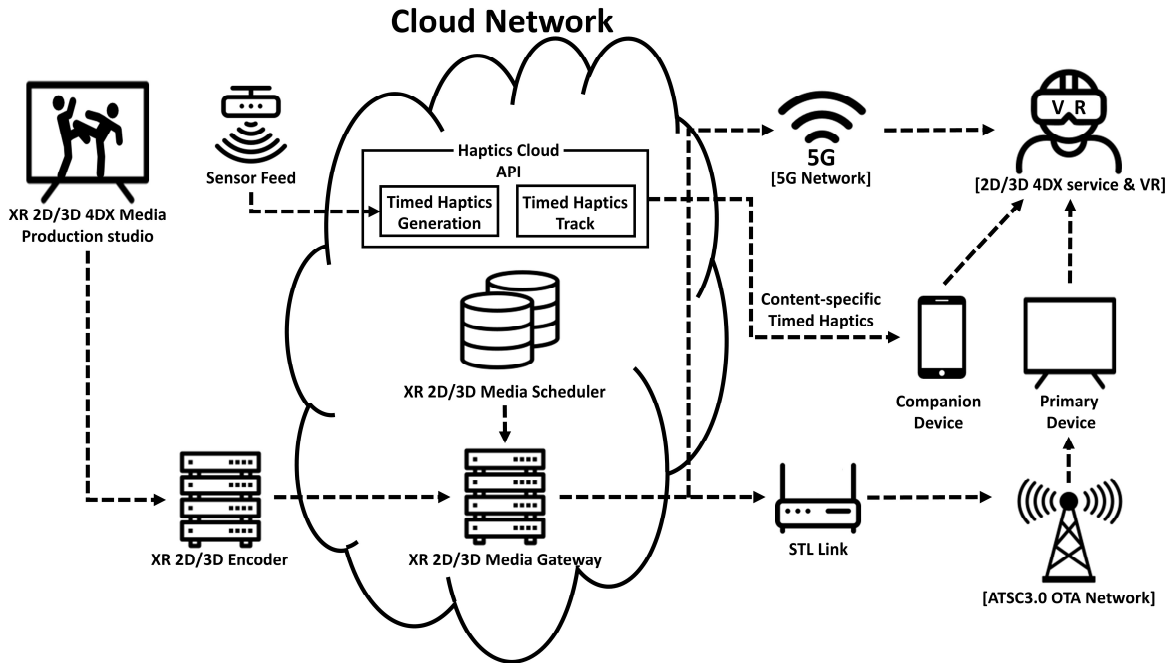 Cloud Network
XR 2D/3D 4DX Media
Production studio
Sensor Feed
Haptics Cloud
API
Timed Haptics
Generation
Timed Haptics
Track
5G
[5G Network]
V R
[2D/3D 4DX service & VR]
Content-specific
Timed Haptics
XR 2D/3D Media Scheduler
Companion
Device
Primary
Device
XR 2D/3D Encoder
XR 2D/3D Media Gateway
STL Link
[ATSC3.0 OTA Network]